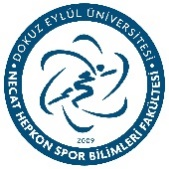 • DOKUZ EYLÜL ÜNİVERSİTESİ •
NECAT HEPKON SPOR BİLİMLERİ FAKÜLTESİ
2009